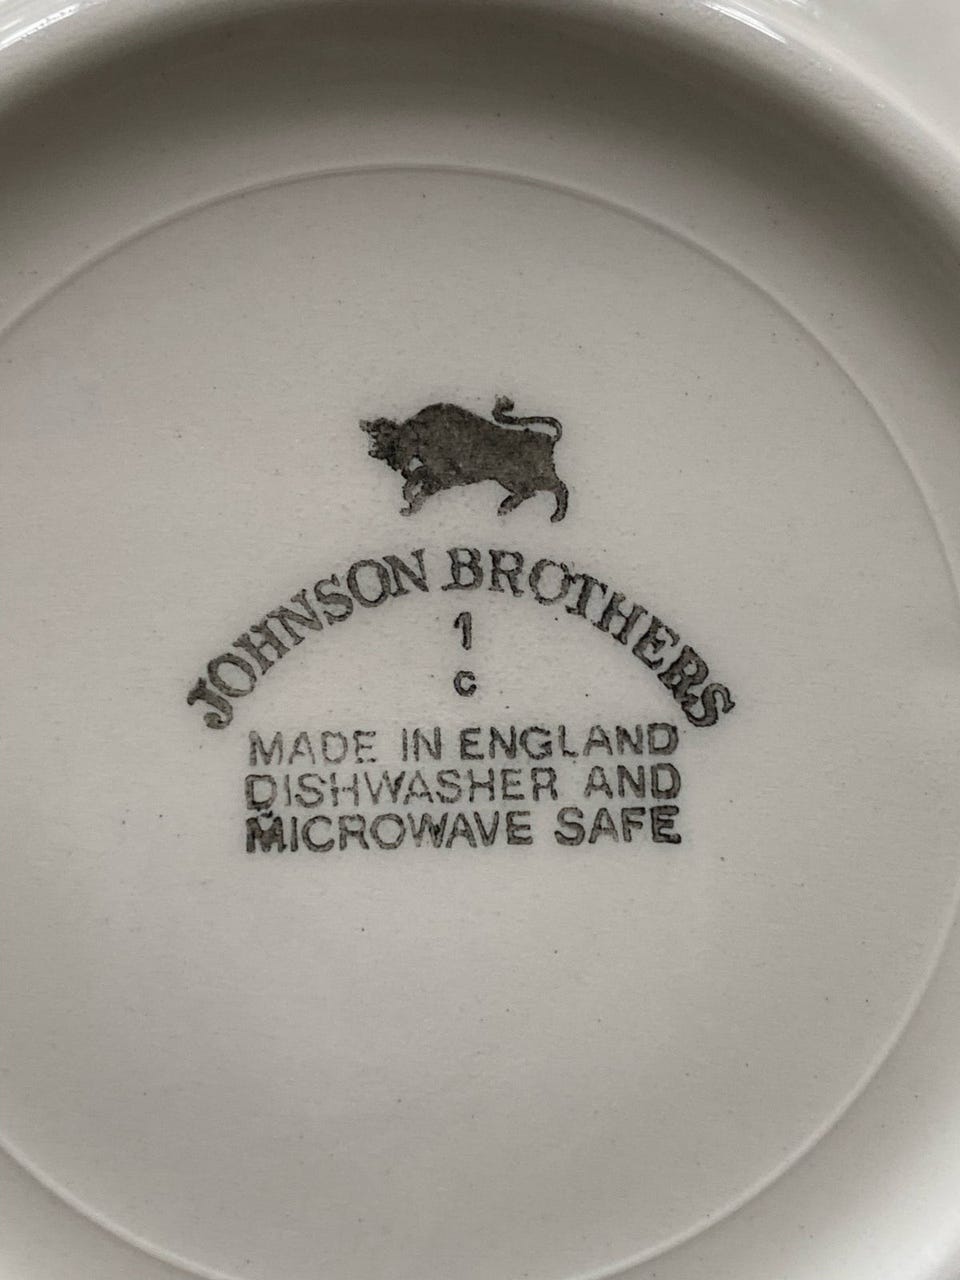 JOHNSON BROTHERS
1
c
MADE IN ENGLAND
DISHWASHER AND
MICROWAVE SAFE